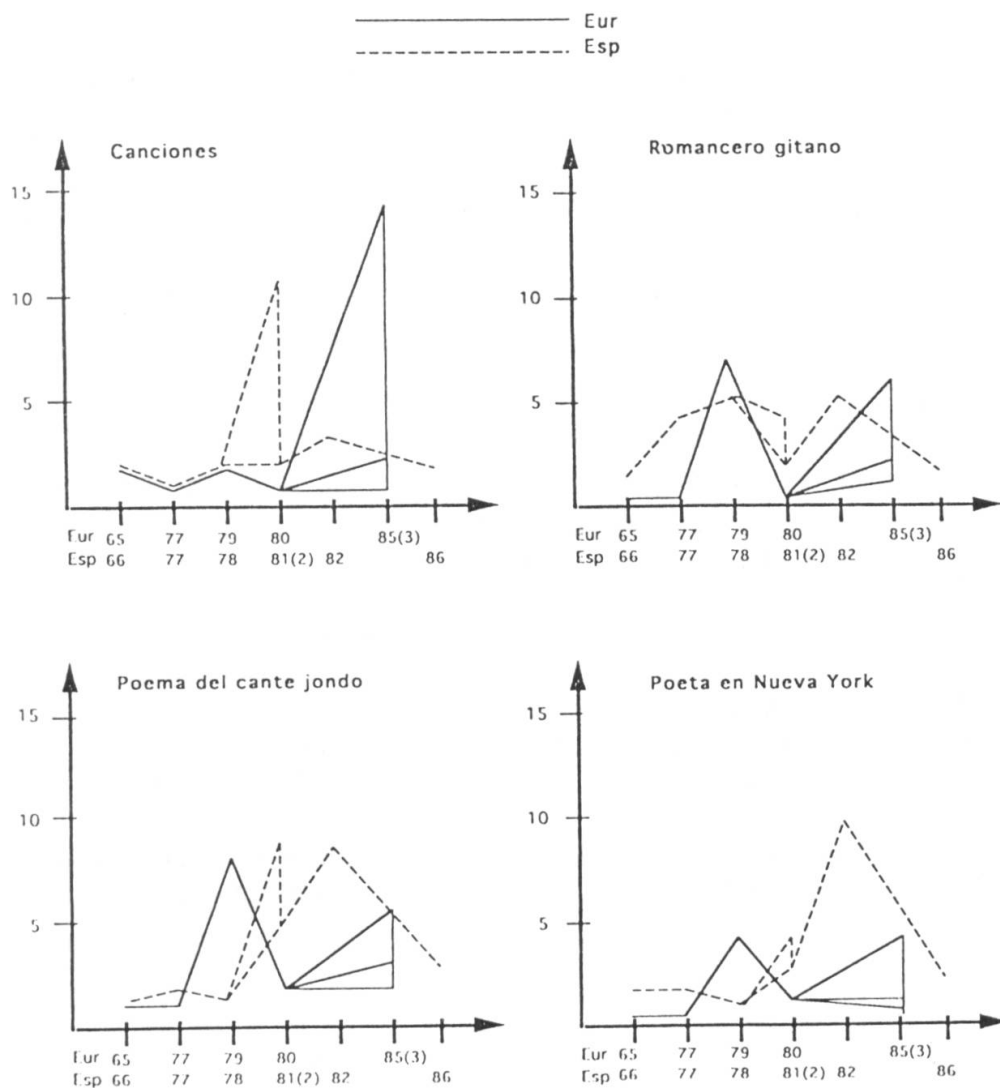 Eur
Esp
Canciones
15
10
5
Eur 65 77 79 80 85(3)
Esp 66 77 78 81(2) 82 86
Romancero gitano
15
10
5
Eur 65 77 79 80 85(3)
Esp 66 77 78 81(2) 82 86
Poema del cante jondo
15
10
5
Eur 65 77 79 80 85(3)
Esp 66 77 78 81(2) 82 86
Poeta en Nueva York
15
10
5
Eur 65 77 79 80 85(3)
Esp 66 77 78 81(2) 82 86